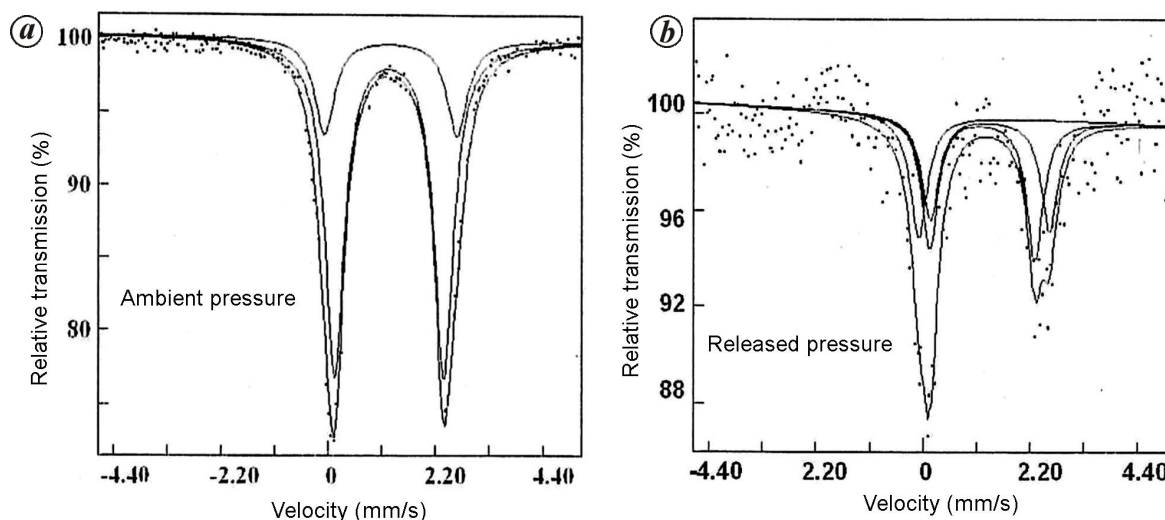 a
100
90
80
Relative transmission (%)
Ambient pressure
-4.40 -2.20 0 2.20 4.40
Velocity (mm/s)
b
100
96
92
88
Relative transmission (%)
Released pressure
-4.40 2.20 0 2.20 4.40
Velocity (mm/s)